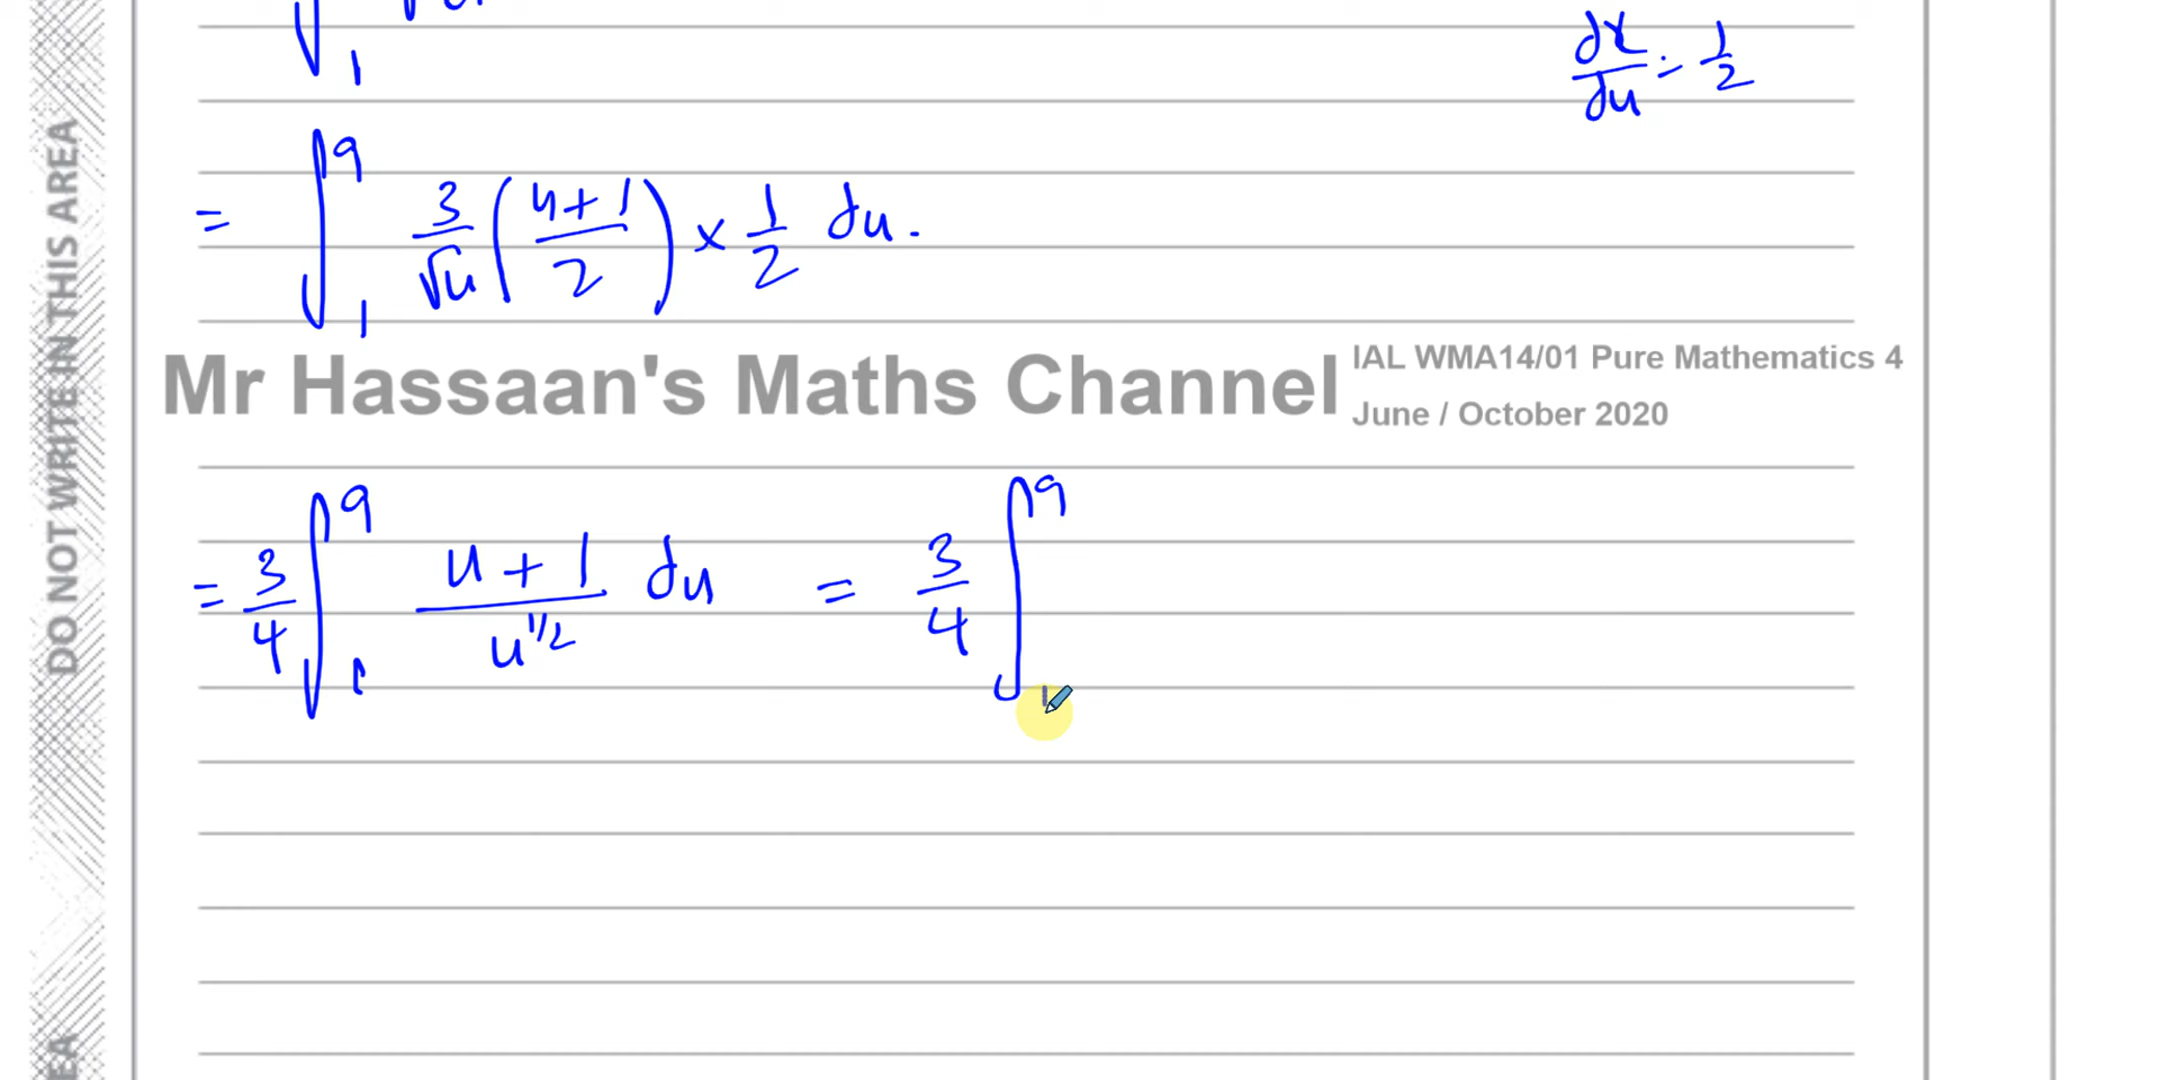 1
dx/du = 1/2
= ∫₁⁹ 3/√u ((u+1)/2) × 1/2 du.
Mr Hassaan's Maths Channel
IAL WMA14/01 Pure Mathematics 4
June / October 2020
= 3/4 ∫₁⁹ (u+1)/u^(1/2) du = 3/4 ∫₁⁹
DO NOT WRITE IN THIS AREA
EA